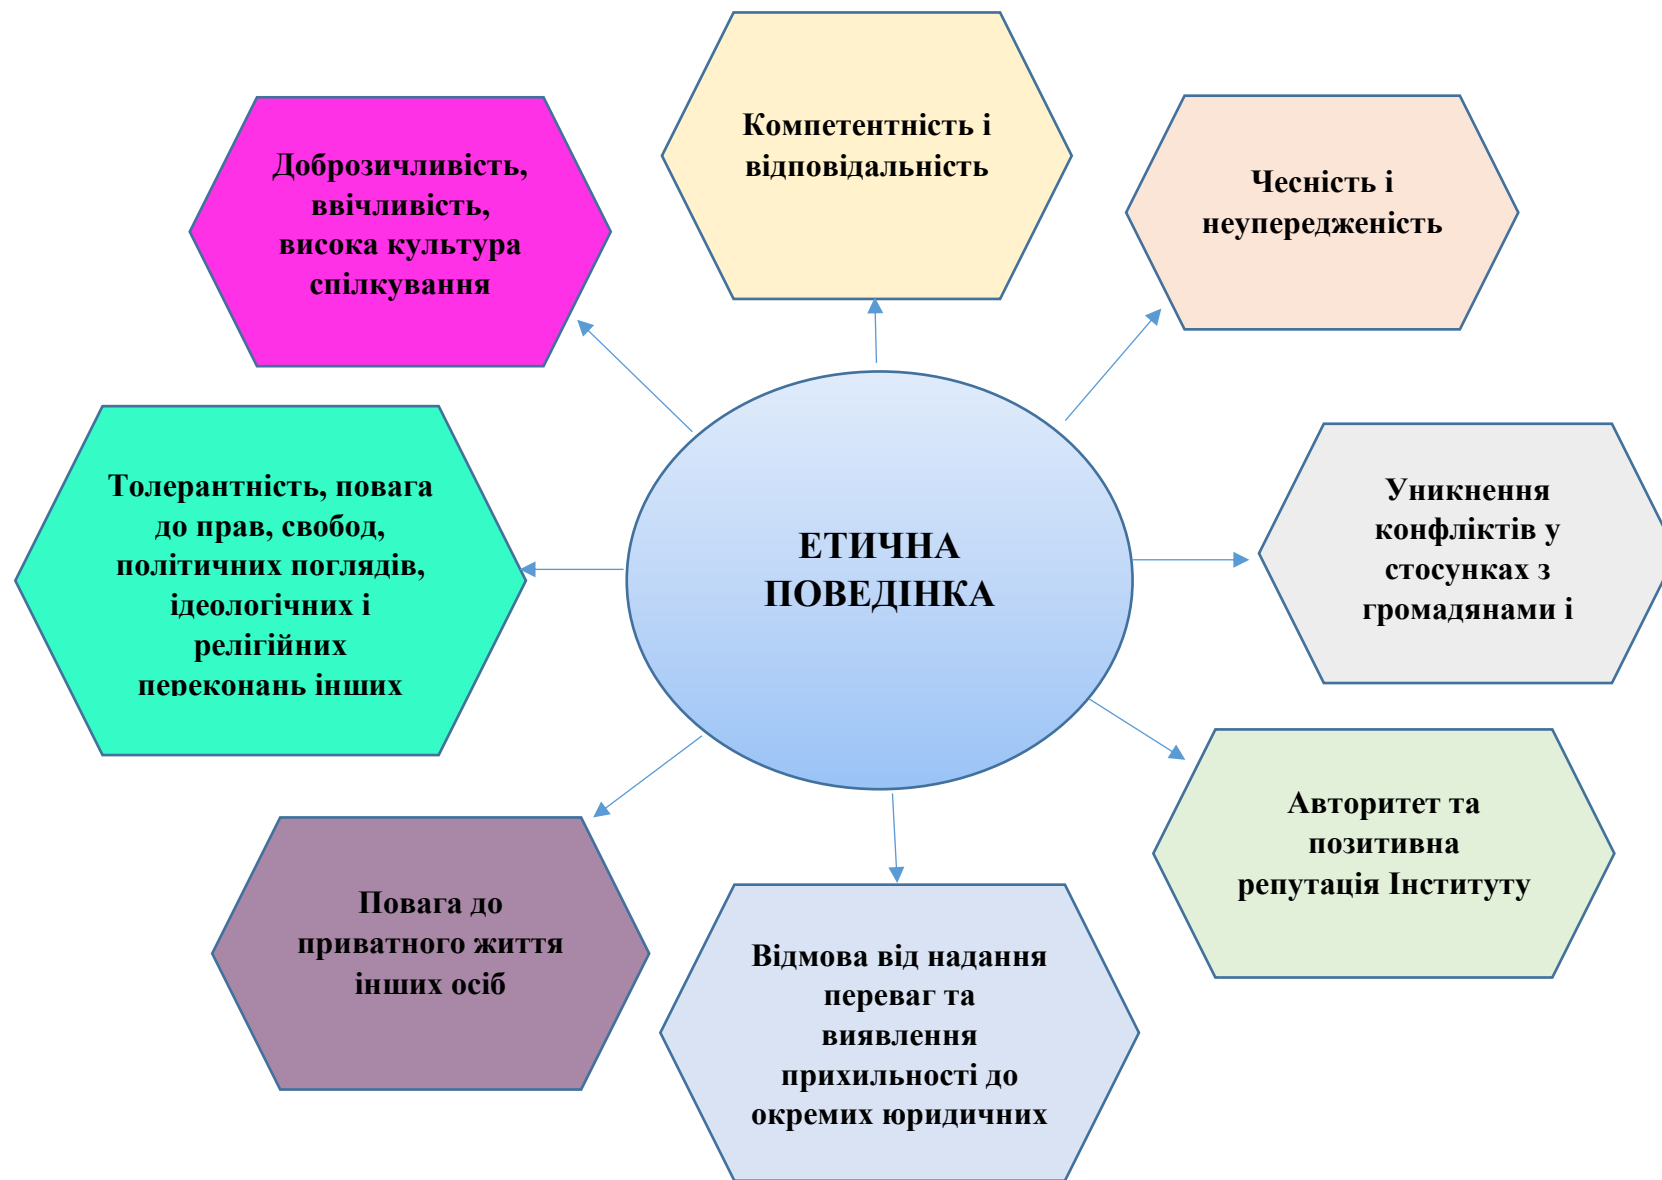 Компетентність і
відповідальність
Доброзичливість,
ввічливість,
висока культура
спілкування
Чесність і
неупередженість
Толерантність, повага
до прав, свобод,
політичних поглядів,
ідеологічних і
релігійних
переконань інших
ЕТИЧНА
ПОВЕДІНКА
Уникнення
конфліктів у
стосунках з
громадянами і
Авторитет та
позитивна
репутація Інституту
Повага до
приватного життя
інших осіб
Відмова від надання
переваг та
виявлення
прихильності до
окремих юридичних